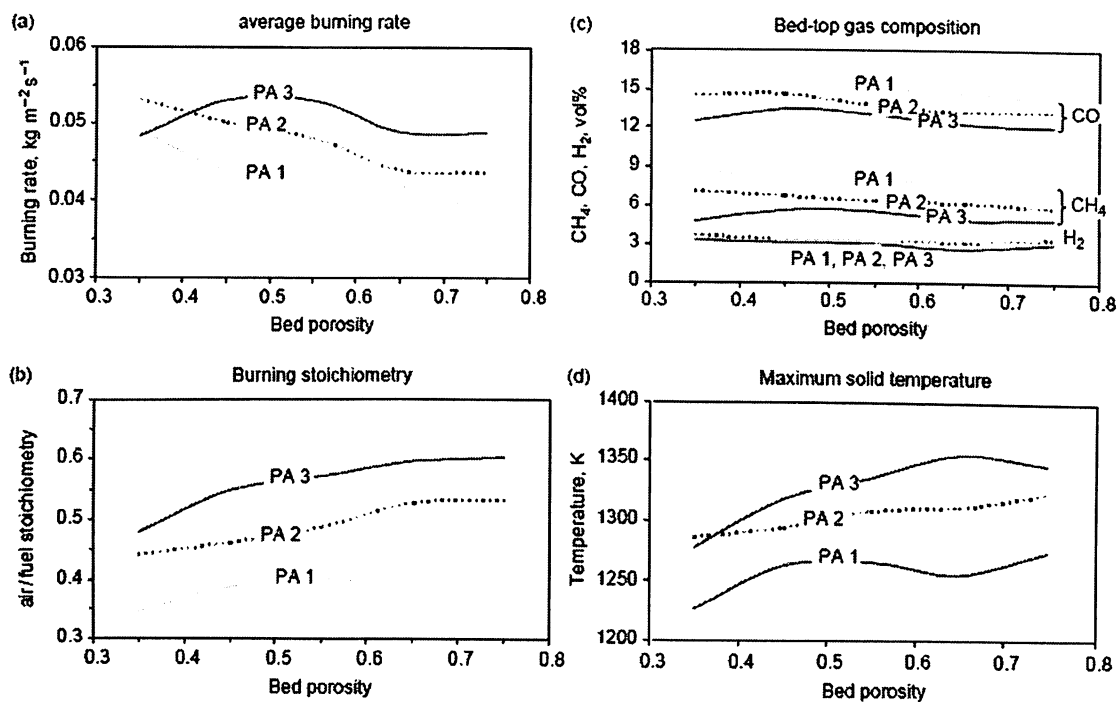 (a)
average burning rate
Burning rate, kg m⁻² s⁻¹
0.06
0.05
0.04
0.03
PA 3
PA 2
PA 1
0.3 0.4 0.5 0.6 0.7 0.8
Bed porosity
(c)
Bed-top gas composition
CH₄, CO, H₂, vol%
18
15
12
9
6
3
0
PA 1
PA 2
PA 3
CO
PA 1
PA 2
PA 3
CH₄
H₂
PA 1, PA 2, PA 3
0.3 0.4 0.5 0.6 0.7 0.8
Bed porosity
(b)
Burning stoichiometry
air/fuel stoichiometry
0.7
0.6
0.5
0.4
0.3
PA 3
PA 2
PA 1
0.3 0.4 0.5 0.6 0.7 0.8
Bed porosity
(d)
Maximum solid temperature
Temperature, K
1400
1350
1300
1250
1200
PA 3
PA 2
PA 1
0.3 0.4 0.5 0.6 0.7 0.8
Bed porosity